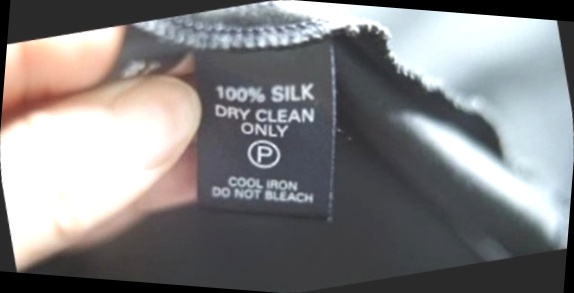 100% SILK
DRY CLEAN
ONLY
P
COOL IRON
DO NOT BLEACH